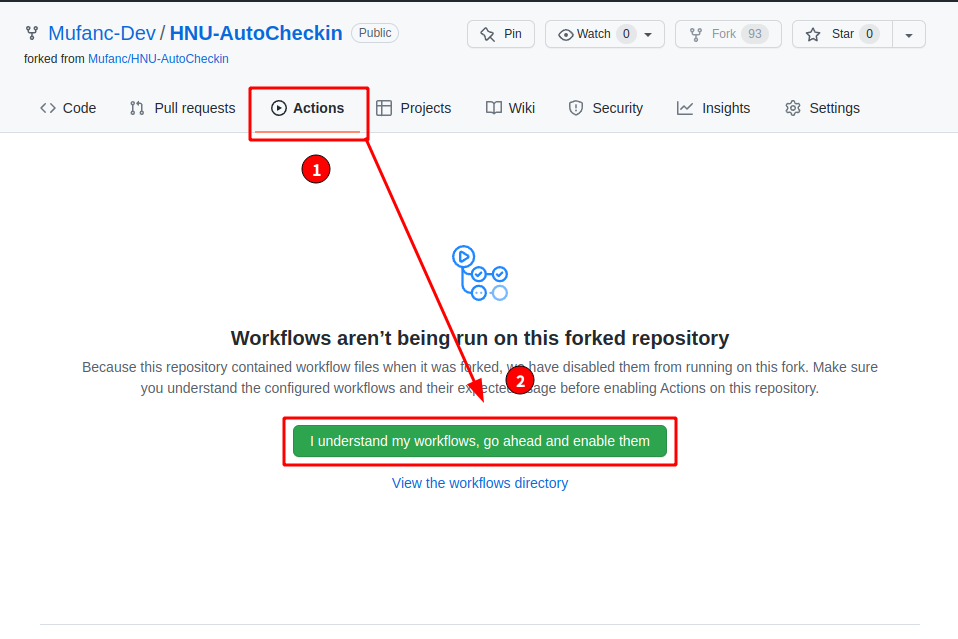 Mufanc-Dev / HNU-AutoCheckin Public Pin Watch 0 Fork 93 Star 0
forked from Mufanc/HNU-AutoCheckin
Code Pull requests Actions Projects Wiki Security Insights Settings
1
Workflows aren’t being run on this forked repository
Because this repository contained workflow files when it was forked, we have disabled them from running on this fork. Make sure
you understand the configured workflows and their expected usage before enabling Actions on this repository.
2
I understand my workflows, go ahead and enable them
View the workflows directory